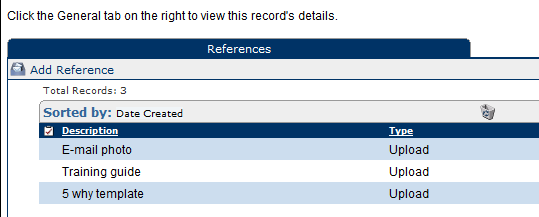 Click the General tab on the right to view this record's details.
References
Add Reference
Total Records: 3
Sorted by: Date Created
Description Type
E-mail photo Upload
Training guide Upload
5 why template Upload